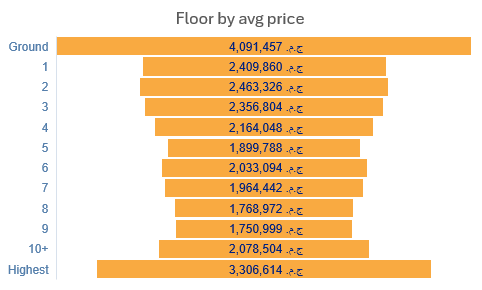 Floor by avg price
Ground 4,091,457 ج.م.
1 2,409,860 ج.م.
2 2,463,326 ج.م.
3 2,356,804 ج.م.
4 2,164,048 ج.م.
5 1,899,788 ج.م.
6 2,033,094 ج.م.
7 1,964,442 ج.م.
8 1,768,972 ج.م.
9 1,750,999 ج.م.
10+ 2,078,504 ج.م.
Highest 3,306,614 ج.م.